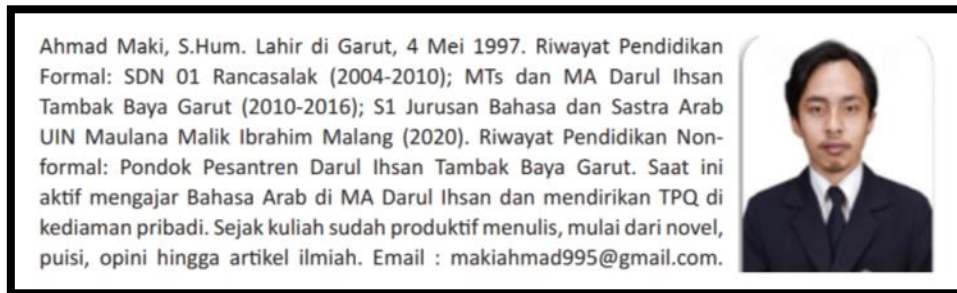 Ahmad Maki, S.Hum. Lahir di Garut, 4 Mei 1997. Riwayat Pendidikan
Formal: SDN 01 Rancasalak (2004-2010); MTs dan MA Darul Ihsan
Tambak Baya Garut (2010-2016); S1 Jurusan Bahasa dan Sastra Arab
UIN Maulana Malik Ibrahim Malang (2020). Riwayat Pendidikan Non-
formal: Pondok Pesantren Darul Ihsan Tambak Baya Garut. Saat ini
aktif mengajar Bahasa Arab di MA Darul Ihsan dan mendirikan TPQ di
kediaman pribadi. Sejak kuliah sudah produktif menulis, mulai dari novel,
puisi, opini hingga artikel ilmiah. Email : makiahmad995@gmail.com.